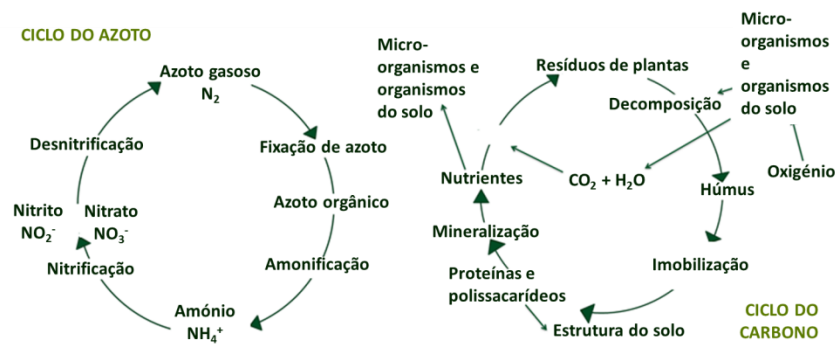 CICLO DO AZOTO
Azoto gasoso
N₂
Fixação de azoto
Azoto orgânico
Amonificação
Amónio
NH₄⁺
Nitrificação
Nitrito
NO₂⁻
Nitrato
NO₃⁻
Desnitrificação
Micro-
organismos e
organismos
do solo
Resíduos de plantas
Decomposição
Micro-
organismos
e
organismos
do solo
Oxigénio
CO₂ + H₂O
Húmus
Imobilização
Estrutura do solo
Proteínas e
polissacarídeos
Mineralização
Nutrientes
CICLO DO
CARBONO